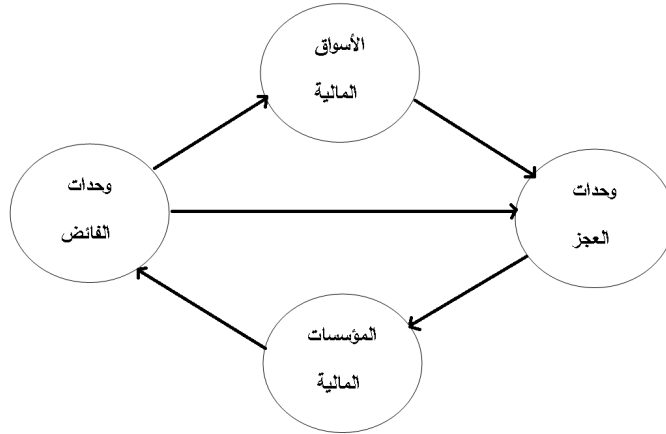 الأسواق
المالية
وحدات
الفائض
وحدات
العجز
المؤسسات
المالية